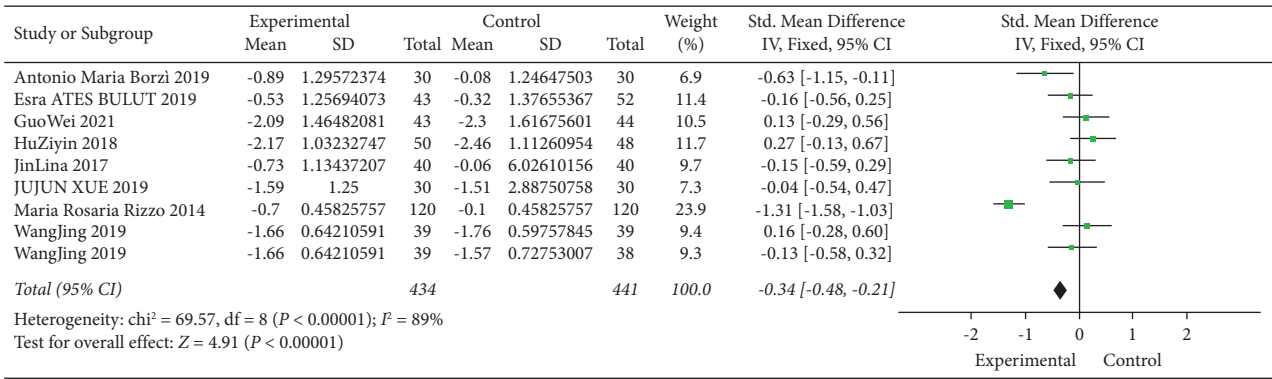 Study or Subgroup Experimental Control Weight Std. Mean Difference Std. Mean Difference
Mean SD Total Mean SD Total (%) IV, Fixed, 95% CI IV, Fixed, 95% CI
Antonio Maria Borzì 2019 -0.89 1.29572374 30 -0.08 1.24647503 30 6.9 -0.63 [-1.15, -0.11]
Esra ATES BULUT 2019 -0.53 1.25694073 43 -0.32 1.37655367 52 11.4 -0.16 [-0.56, 0.25]
GuoWei 2021 -2.09 1.46482081 43 -2.3 1.61675601 44 10.5 0.13 [-0.29, 0.56]
HuZiyin 2018 -2.17 1.03232747 50 -2.46 1.11260954 48 11.7 0.27 [-0.13, 0.67]
JinLina 2017 -0.73 1.13437207 40 -0.06 6.02610156 40 9.7 -0.15 [-0.59, 0.29]
JUJUN XUE 2019 -1.59 1.25 30 -1.51 2.88750758 30 7.3 -0.04 [-0.54, 0.47]
Maria Rosaria Rizzo 2014 -0.7 0.45825757 120 -0.1 0.45825757 120 23.9 -1.31 [-1.58, -1.03]
WangJing 2019 -1.66 0.64210591 39 -1.76 0.59757845 39 9.4 0.16 [-0.28, 0.60]
WangJing 2019 -1.66 0.64210591 39 -1.57 0.72753007 38 9.3 -0.13 [-0.58, 0.32]
Total (95% CI) 434 441 100.0 -0.34 [-0.48, -0.21]
Heterogeneity: chi² = 69.57, df = 8 (P < 0.00001); I² = 89%
Test for overall effect: Z = 4.91 (P < 0.00001)
-2 -1 0 1 2
Experimental Control